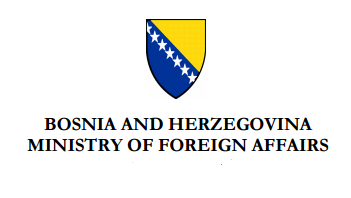 BOSNIA AND HERZEGOVINA
MINISTRY OF FOREIGN AFFAIRS